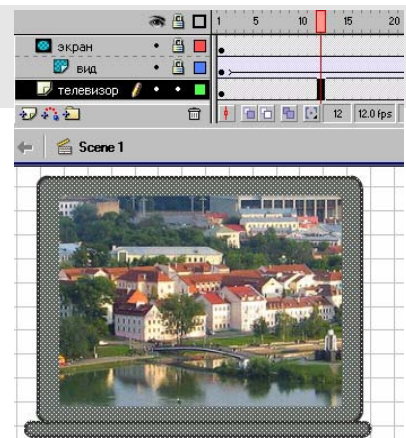 1 5 10 15 20
экран
вид
телевизор
12 12.0 fps
Scene 1